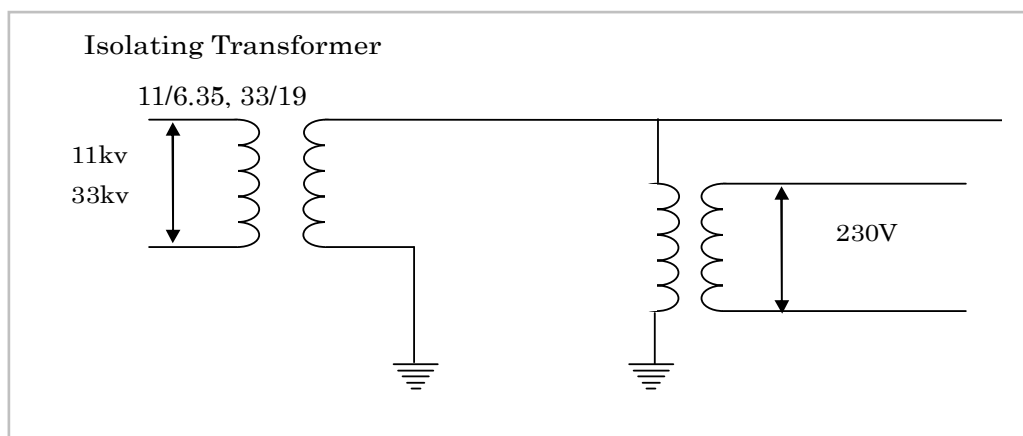 Isolating Transformer
11/6.35, 33/19
11kv
33kv
230V